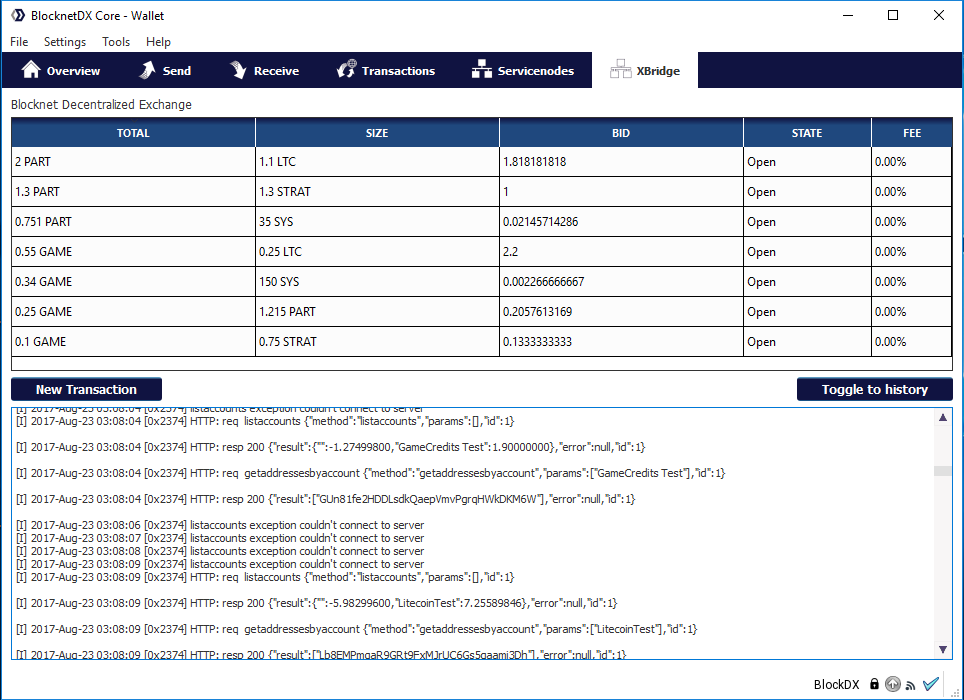 BlocknetDX Core - Wallet
File Settings Tools Help
Overview Send Receive Transactions Servicenodes XBridge
Blocknet Decentralized Exchange
TOTAL SIZE BID STATE FEE
2 PART 1.1 LTC 1.818181818 Open 0.00%
1.3 PART 1.3 STRAT 1 Open 0.00%
0.751 PART 35 SYS 0.02145714286 Open 0.00%
0.55 GAME 0.25 LTC 2.2 Open 0.00%
0.34 GAME 150 SYS 0.002266666667 Open 0.00%
0.25 GAME 1.215 PART 0.2057613169 Open 0.00%
0.1 GAME 0.75 STRAT 0.1333333333 Open 0.00%
New Transaction Toggle to history
[I] 2017-Aug-23 03:08:04 [0x2374] listaccounts exception couldn't connect to server
[I] 2017-Aug-23 03:08:04 [0x2374] HTTP: req listaccounts {"method":"listaccounts","params":[],"id":1}
[I] 2017-Aug-23 03:08:04 [0x2374] HTTP: resp 200 {"result":{"":-1.27499800,"GameCredits Test":1.90000000},"error":null,"id":1}
[I] 2017-Aug-23 03:08:04 [0x2374] HTTP: req getaddressesbyaccount {"method":"getaddressesbyaccount","params":["GameCredits Test"],"id":1}
[I] 2017-Aug-23 03:08:04 [0x2374] HTTP: resp 200 {"result":["GUn81fe2HDDLsdkQaepVmvPgrqHWkDKM6W"],"error":null,"id":1}
[I] 2017-Aug-23 03:08:06 [0x2374] listaccounts exception couldn't connect to server
[I] 2017-Aug-23 03:08:07 [0x2374] listaccounts exception couldn't connect to server
[I] 2017-Aug-23 03:08:08 [0x2374] listaccounts exception couldn't connect to server
[I] 2017-Aug-23 03:08:09 [0x2374] listaccounts exception couldn't connect to server
[I] 2017-Aug-23 03:08:09 [0x2374] HTTP: req listaccounts {"method":"listaccounts","params":[],"id":1}
[I] 2017-Aug-23 03:08:09 [0x2374] HTTP: resp 200 {"result":{"":-5.98299600,"LitecoinTest":7.25589846},"error":null,"id":1}
[I] 2017-Aug-23 03:08:09 [0x2374] HTTP: req getaddressesbyaccount {"method":"getaddressesbyaccount","params":["LitecoinTest"],"id":1}
[I] 2017-Aug-23 03:08:09 [0x2374] HTTP: resp 200 {"result":["Lb8EMPmqaR9GRt9FxMJrUC6Gs5qaami3Dh"],"error":null,"id":1}
BlockDX